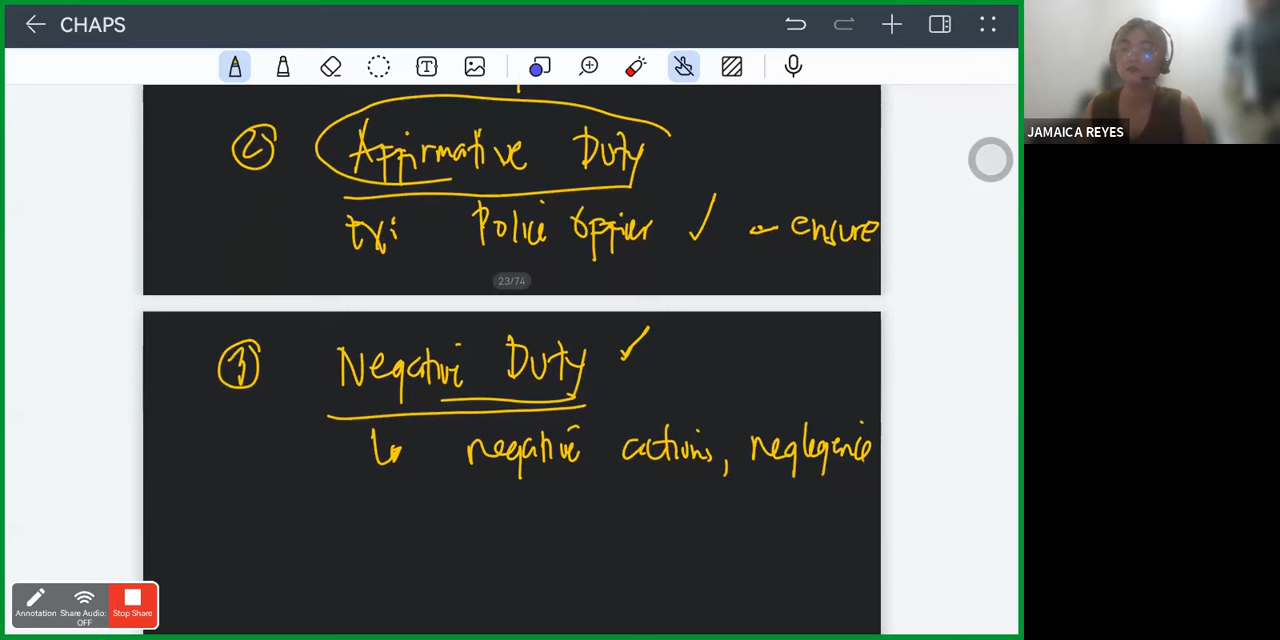 CHAPS
JAMAICA REYES
② Affirmative Duty
Ex: Police Officer ✓ - ensure
23/74
③ Negative Duty ✓
↳ negative actions, neglegence
Annotation
Share Audio: OFF
Stop Share